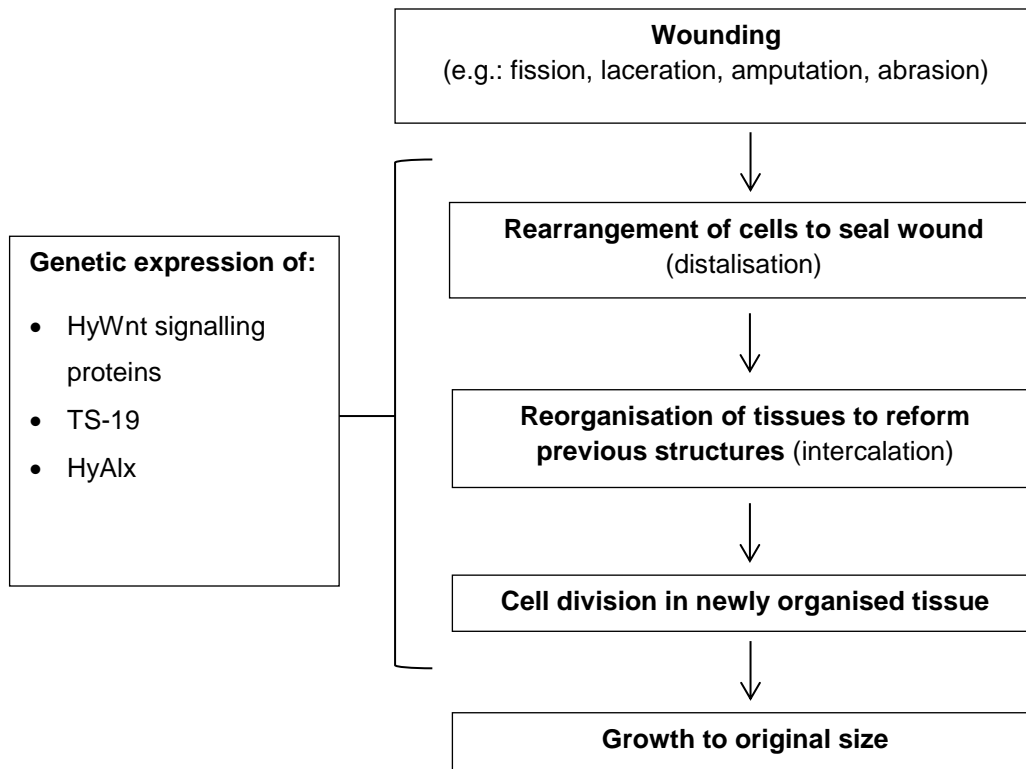 Wounding
(e.g.: fission, laceration, amputation, abrasion)
Rearrangement of cells to seal wound
(distalisation)
Genetic expression of:
• HyWnt signalling
proteins
• TS-19
• HyAlx
Reorganisation of tissues to reform
previous structures (intercalation)
Cell division in newly organised tissue
Growth to original size